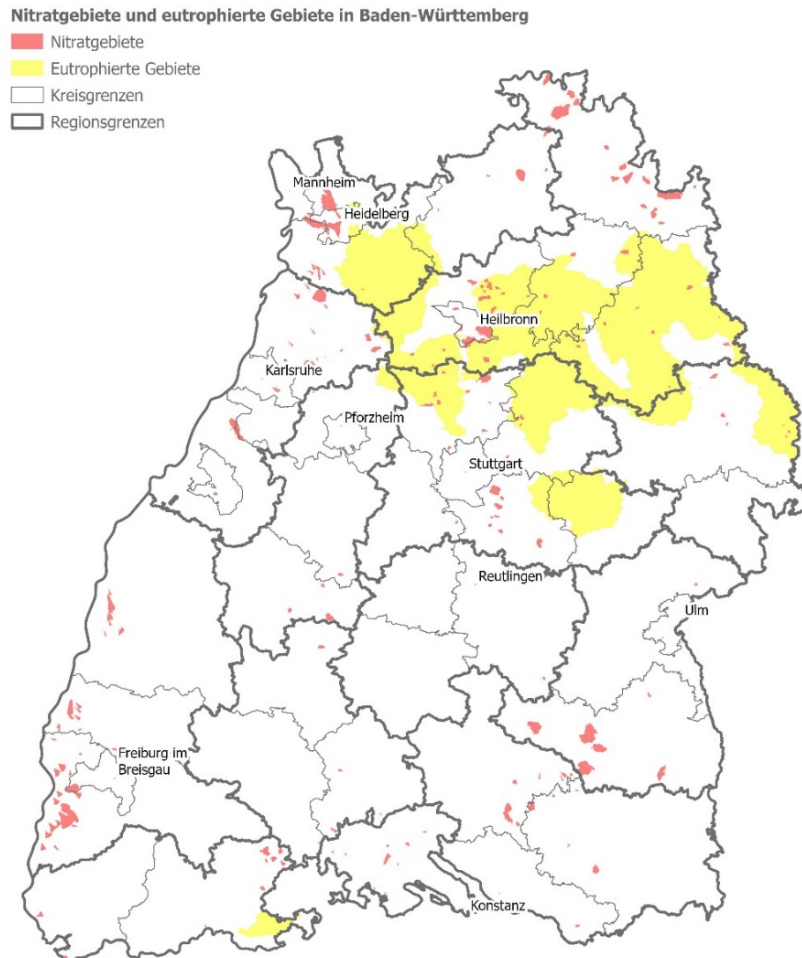 Nitratgebiete und eutrophierte Gebiete in Baden-Württemberg
Nitratgebiete
Eutrophierte Gebiete
Kreisgrenzen
Regionsgrenzen
Mannheim
Heidelberg
Heilbronn
Karlsruhe
Pforzheim
Stuttgart
Reutlingen
Ulm
Freiburg im
Breisgau
Konstanz